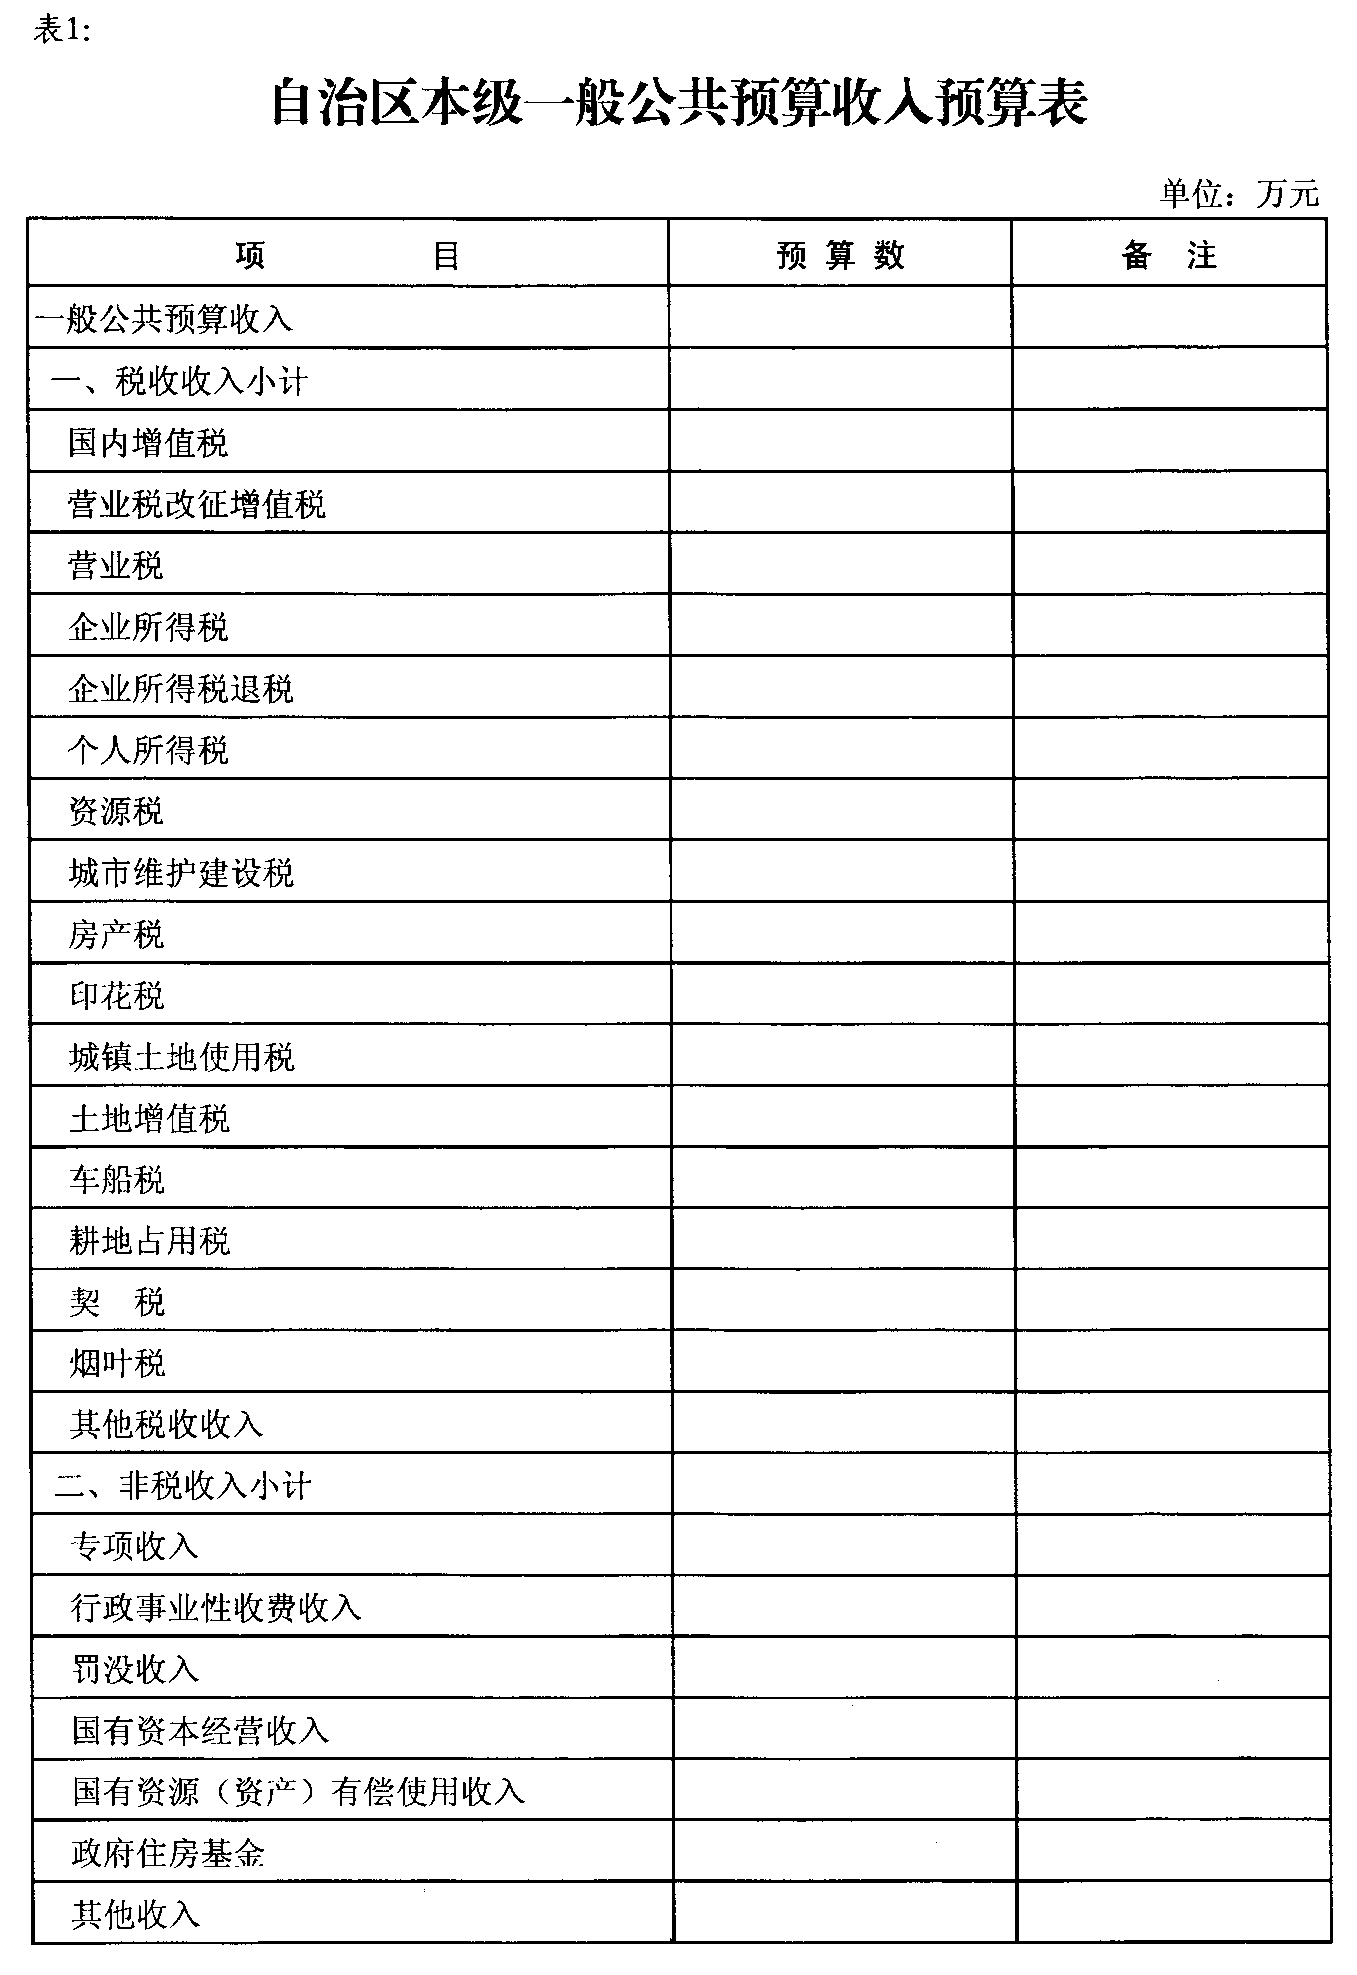 表1:
自治区本级一般公共预算收入预算表
单位：万元
项 目 预算数 备注
一般公共预算收入
一、税收收入小计
国内增值税
营业税改征增值税
营业税
企业所得税
企业所得税退税
个人所得税
资源税
城市维护建设税
房产税
印花税
城镇土地使用税
土地增值税
车船税
耕地占用税
契 税
烟叶税
其他税收收入
二、非税收入小计
专项收入
行政事业性收费收入
罚没收入
国有资本经营收入
国有资源（资产）有偿使用收入
政府住房基金
其他收入